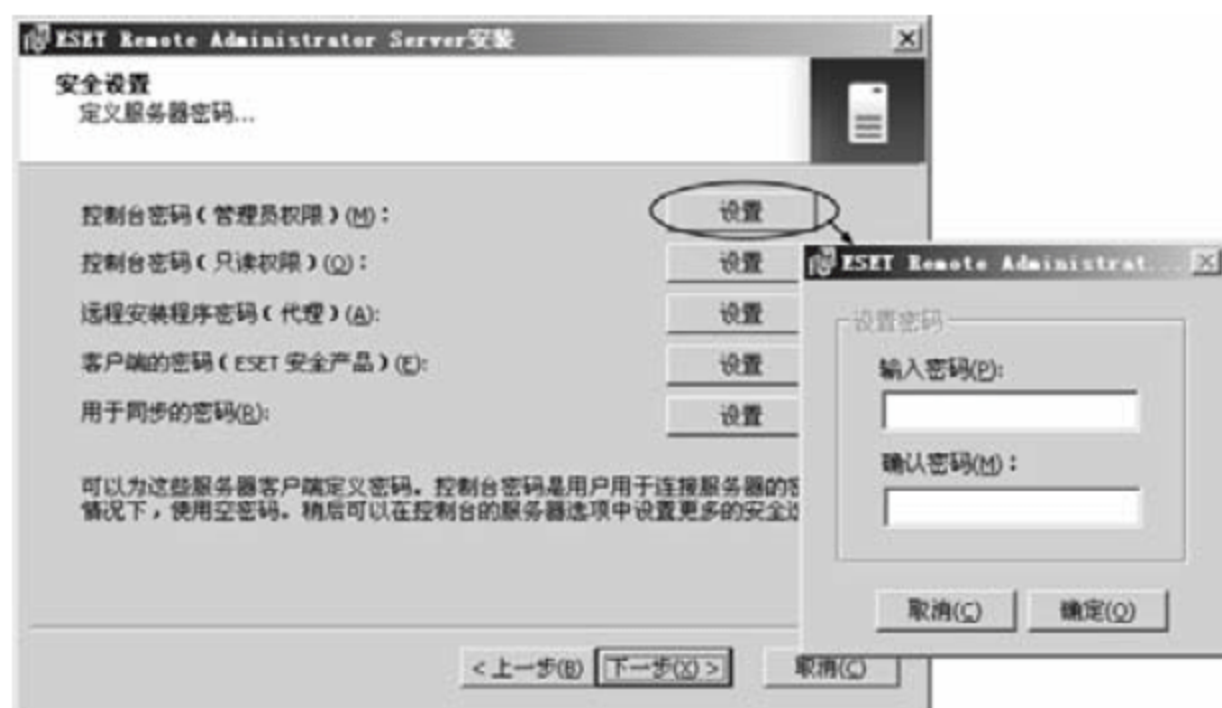 ESET Remote Administrator Server安装
安全设置
定义服务器密码...
控制台密码(管理员权限)(M):
设置
控制台密码(只读权限)(O):
设置
远程安装程序密码(代理)(A):
设置
客户端的密码(ESET 安全产品)(E):
设置
用于同步的密码(R):
设置
可以为这些服务器客户端定义密码。控制台密码是用户用于连接服务器的
情况下,使用空密码。稍后可以在控制台的服务器选项中设置更多的安全
<上一步(B)
下一步(X)>
取消(C)
ESET Remote Administrat...
设置密码
输入密码(P):
确认密码(M):
取消(C)
确定(O)